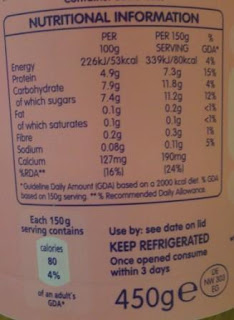 NUTRITIONAL INFORMATION
PER 100g PER 150g SERVING % GDA*
Energy 226kJ/53kcal 339kJ/80kcal 4%
Protein 4.9g 7.3g 15%
Carbohydrate 7.9g 11.8g 4%
of which sugars 7.4g 11.2g 12%
Fat 0.1g 0.2g <1%
of which saturates 0.1g 0.1g <1%
Fibre 0.2g 0.3g 1%
Sodium 0.08g 0.11g 5%
Calcium 127mg 190mg
%RDA** (16%) (24%)
*Guideline Daily Amount (GDA) based on a 2000 kcal diet. % GDA
based on 150g serving. ** % Recommended Daily Allowance.
Each 150g
serving contains
calories
80
4%
of an adult's
GDA*
Use by: see date on lid
KEEP REFRIGERATED
Once opened consume
within 3 days
450g e
DE
NW 303
EG